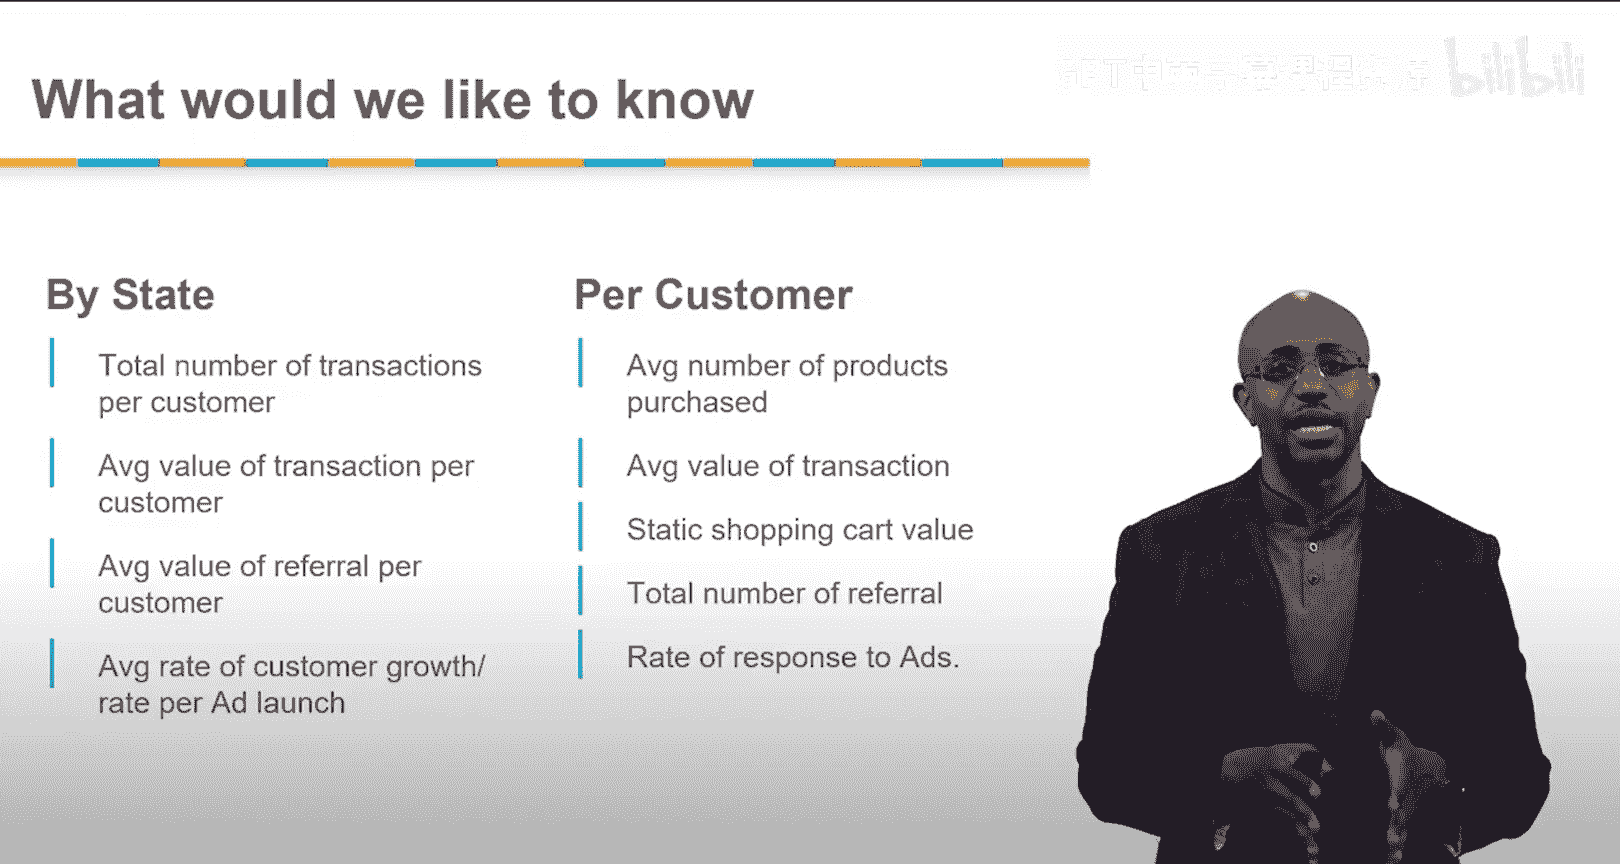 What would we like to know
bilibili
By State
Total number of transactions
per customer
Avg value of transaction per
customer
Avg value of referral per
customer
Avg rate of customer growth/
rate per Ad launch
Per Customer
Avg number of products
purchased
Avg value of transaction
Static shopping cart value
Total number of referral
Rate of response to Ads.